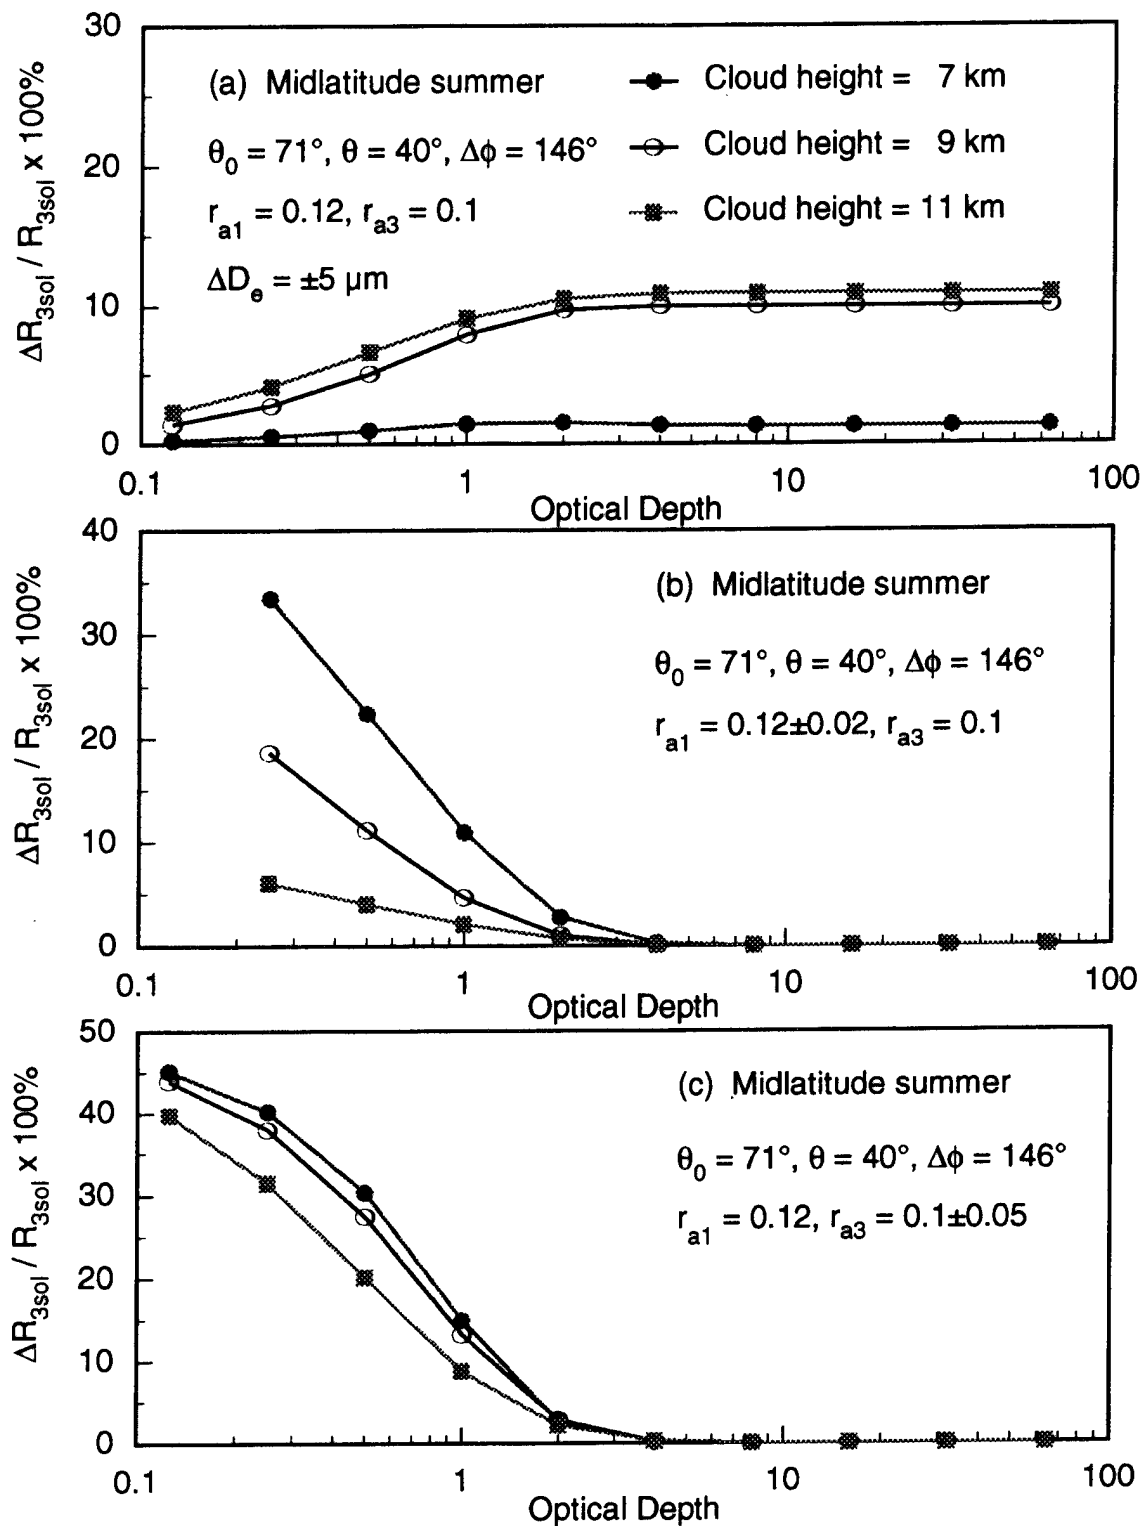 30
20
10
0
ΔR3sol / R3sol x 100%
(a) Midlatitude summer
θ0 = 71°, θ = 40°, Δϕ = 146°
ra1 = 0.12, ra3 = 0.1
ΔDe = ±5 µm
Cloud height = 7 km
Cloud height = 9 km
Cloud height = 11 km
0.1 1 10 100
Optical Depth
40
30
20
10
0
ΔR3sol / R3sol x 100%
(b) Midlatitude summer
θ0 = 71°, θ = 40°, Δϕ = 146°
ra1 = 0.12±0.02, ra3 = 0.1
0.1 1 10 100
Optical Depth
50
40
30
20
10
0
ΔR3sol / R3sol x 100%
(c) Midlatitude summer
θ0 = 71°, θ = 40°, Δϕ = 146°
ra1 = 0.12, ra3 = 0.1±0.05
0.1 1 10 100
Optical Depth